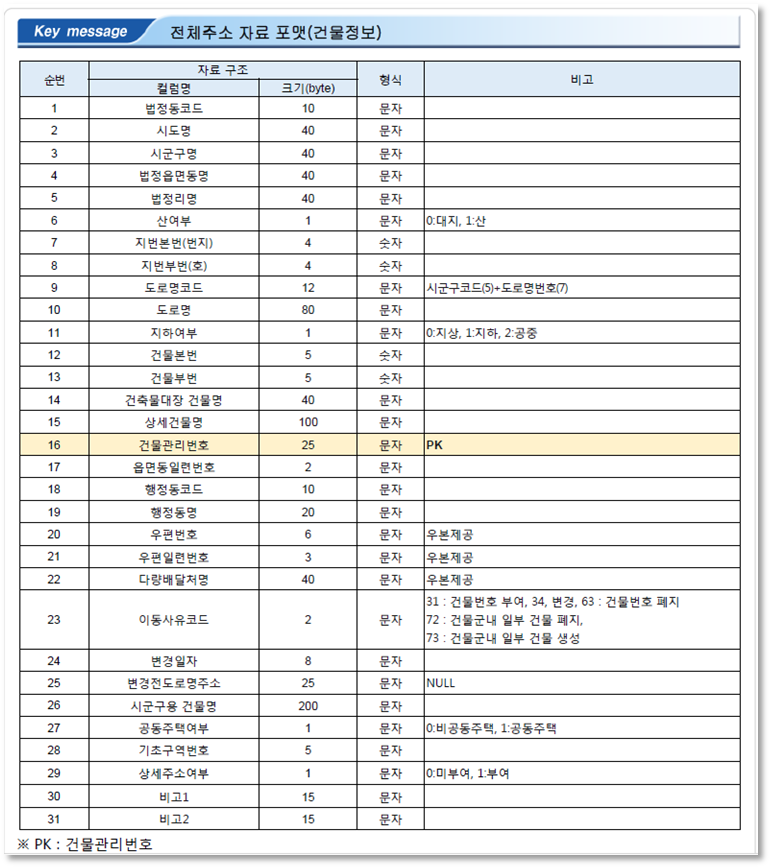 Key message 전체주소 자료 포맷(건물정보)
순번 자료 구조 형식 비고
컬럼명 크기(byte)
1 법정동코드 10 문자
2 시도명 40 문자
3 시군구명 40 문자
4 법정읍면동명 40 문자
5 법정리명 40 문자
6 산여부 1 문자 0:대지, 1:산
7 지번본번(번지) 4 숫자
8 지번부번(호) 4 숫자
9 도로명코드 12 문자 시군구코드(5)+도로명번호(7)
10 도로명 80 문자
11 지하여부 1 문자 0:지상, 1:지하, 2:공중
12 건물본번 5 숫자
13 건물부번 5 숫자
14 건축물대장 건물명 40 문자
15 상세건물명 100 문자
16 건물관리번호 25 문자 PK
17 읍면동일련번호 2 문자
18 행정동코드 10 문자
19 행정동명 20 문자
20 우편번호 6 문자 우본제공
21 우편일련번호 3 문자 우본제공
22 다량배달처명 40 문자 우본제공
23 이동사유코드 2 문자 31 : 건물번호 부여, 34, 변경, 63 : 건물번호 폐지
72 : 건물군내 일부 건물 폐지,
73 : 건물군내 일부 건물 생성
24 변경일자 8 문자
25 변경전도로명주소 25 문자 NULL
26 시군구용 건물명 200 문자
27 공동주택여부 1 문자 0:비공동주택, 1:공동주택
28 기초구역번호 5 문자
29 상세주소여부 1 문자 0:미부여, 1:부여
30 비고1 15 문자
31 비고2 15 문자
※ PK : 건물관리번호